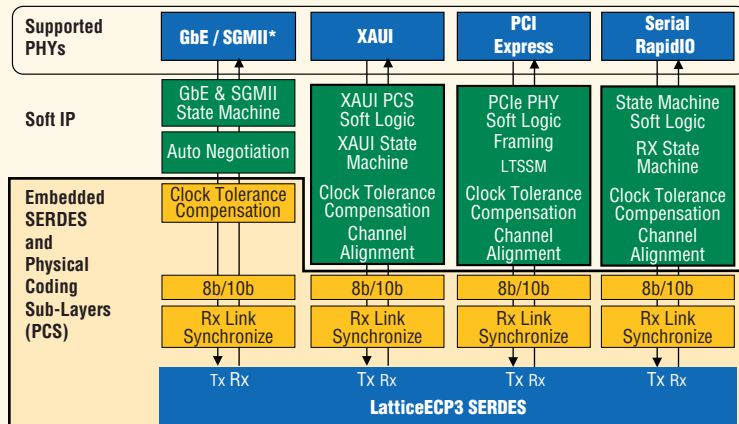 Supported
PHYs
GbE / SGMII*
XAUI
PCI
Express
Serial
RapidIO
Soft IP
GbE & SGMII
State Machine
Auto Negotiation
XAUI PCS
Soft Logic
XAUI State
Machine
Clock Tolerance
Compensation
Channel
Alignment
PCIe PHY
Soft Logic
Framing
LTSSM
Clock Tolerance
Compensation
Channel
Alignment
State Machine
Soft Logic
RX State
Machine
Clock Tolerance
Compensation
Channel
Alignment
Embedded
SERDES
and
Physical
Coding
Sub-Layers
(PCS)
Clock Tolerance
Compensation
8b/10b
8b/10b
8b/10b
8b/10b
Rx Link
Synchronize
Rx Link
Synchronize
Rx Link
Synchronize
Rx Link
Synchronize
Tx Rx
Tx Rx
Tx Rx
Tx Rx
LatticeECP3 SERDES